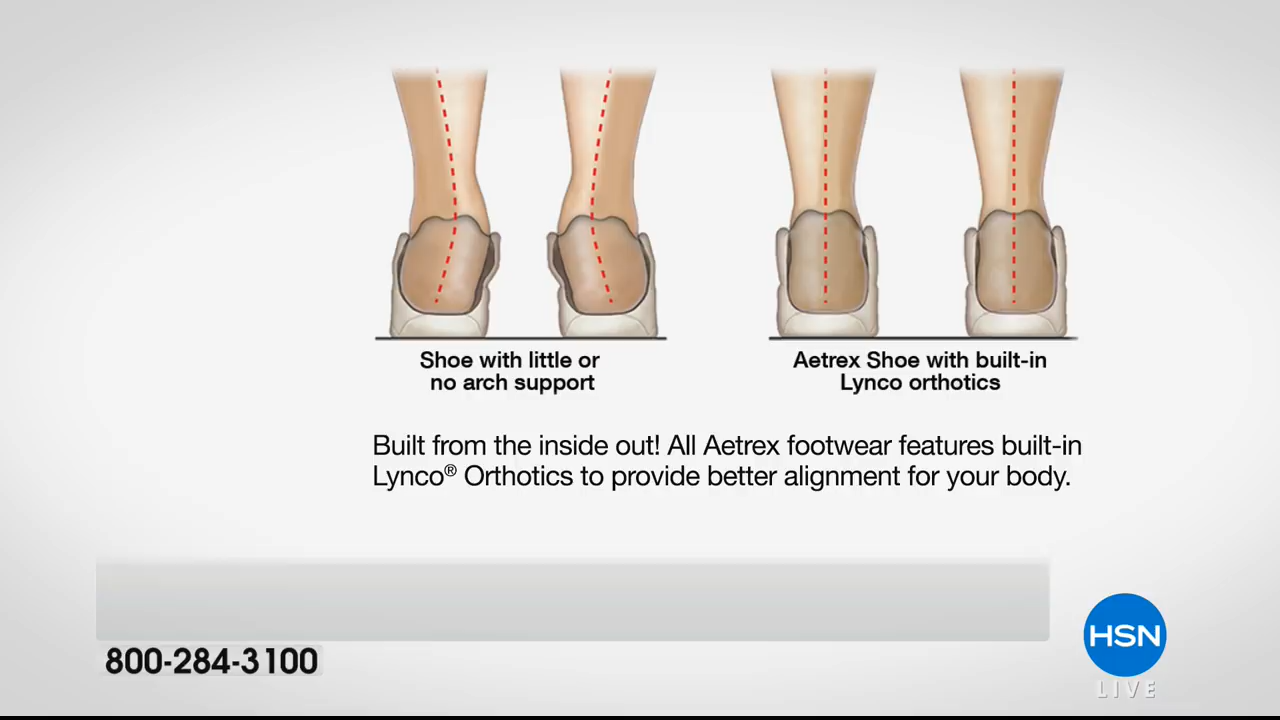 Shoe with little or
no arch support
Aetrex Shoe with built-in
Lynco orthotics
Built from the inside out! All Aetrex footwear features built-in
Lynco® Orthotics to provide better alignment for your body.
800-284-3100
HSN
LIVE